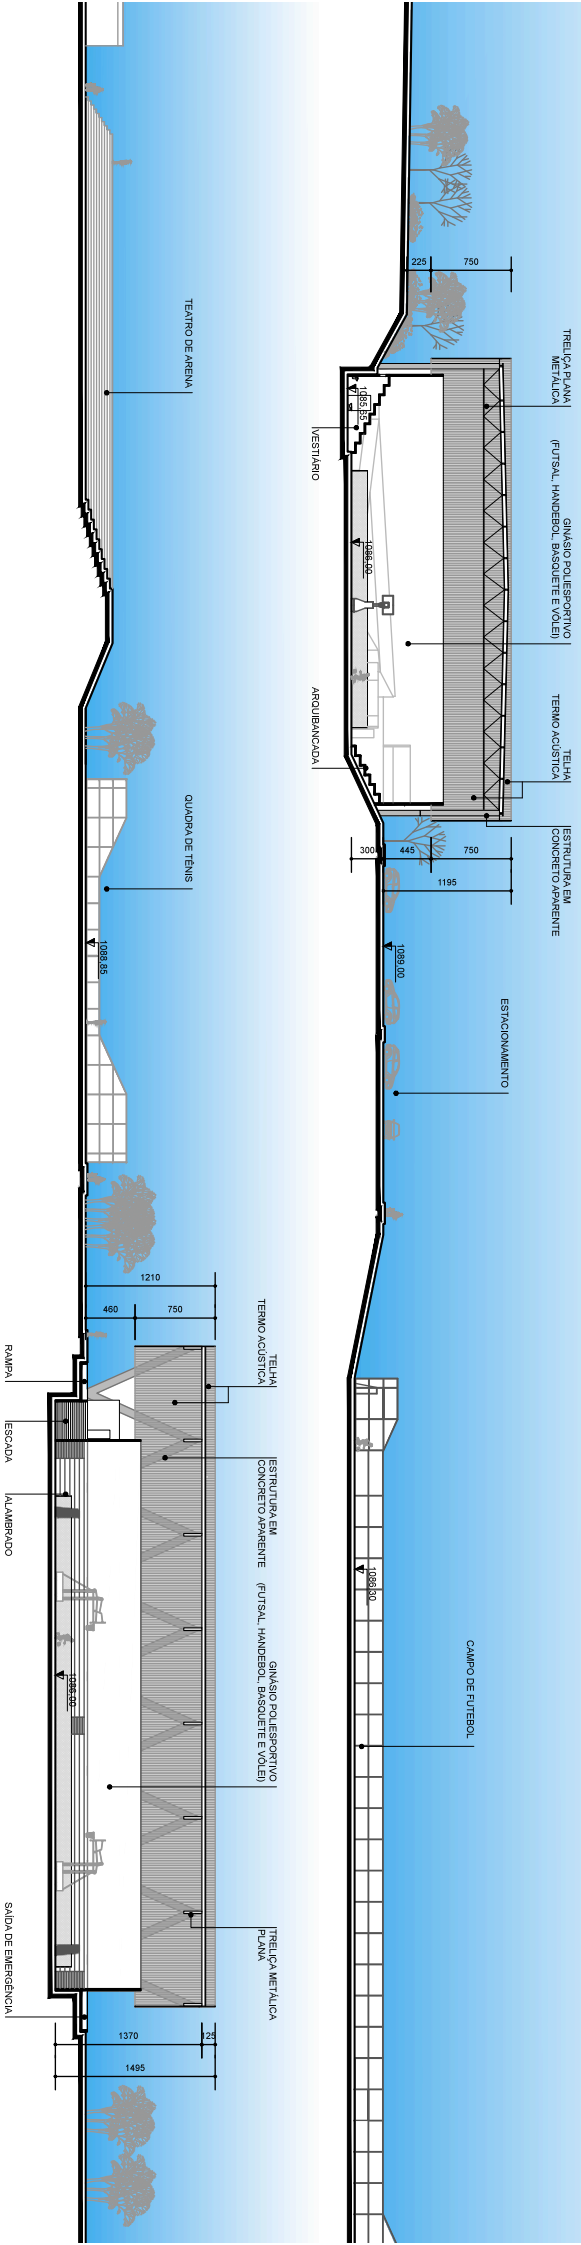 225
750
TRELIÇA PLANA
METÁLICA
1085,85
VESTIÁRIO
GINÁSIO POLIESPORTIVO
(FUTSAL, HANDEBOL, BASQUETE E VÔLEI)
1086,00
ARQUIBANCADA
TELHA
TERMO ACÚSTICA
ESTRUTURA EM
CONCRETO APARENTE
300
445
750
1195
1089,00
ESTACIONAMENTO
1086,30
CAMPO DE FUTEBOL
TEATRO DE ARENA
QUADRA DE TÊNIS
1088,85
1210
460
750
RAMPA
ESCADA
ALAMBRADO
TELHA
TERMO ACÚSTICA
ESTRUTURA EM
CONCRETO APARENTE
GINÁSIO POLIESPORTIVO
(FUTSAL, HANDEBOL, BASQUETE E VÔLEI)
1086,00
TRELIÇA METÁLICA
PLANA
SAÍDA DE EMERGÊNCIA
1370
125
1495